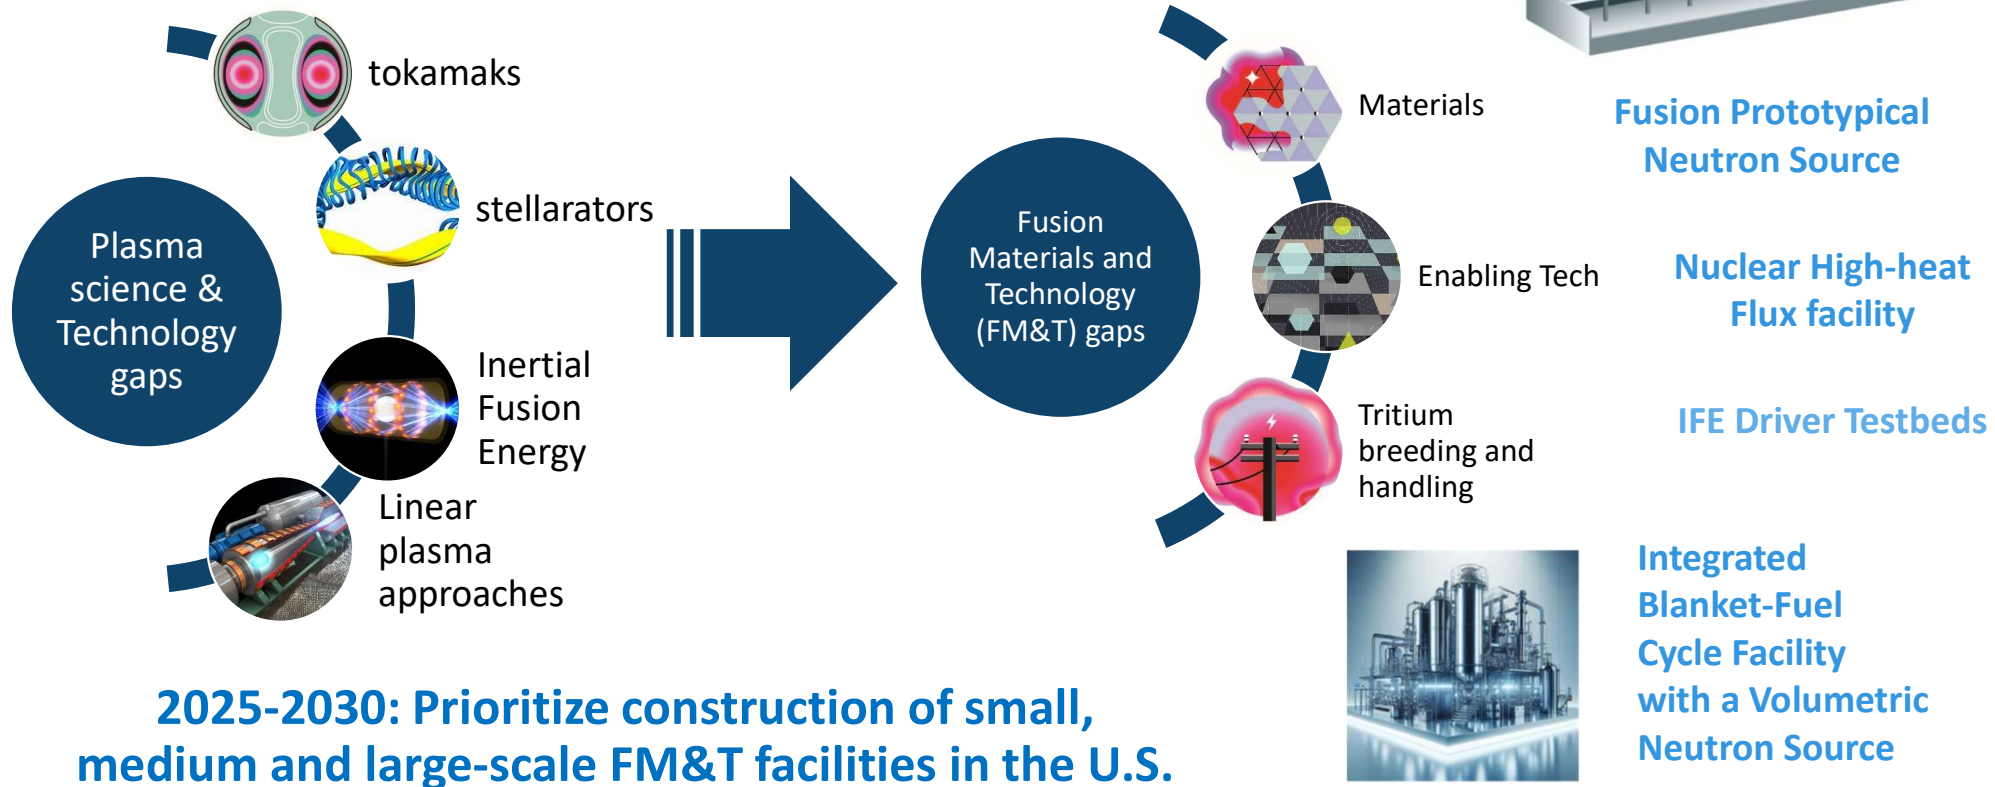 Plasma
science &
Technology
gaps
tokamaks
stellarators
Inertial
Fusion
Energy
Linear
plasma
approaches
Fusion
Materials and
Technology
(FM&T) gaps
Materials
Enabling Tech
Tritium
breeding and
handling
Fusion Prototypical
Neutron Source
Nuclear High-heat
Flux facility
IFE Driver Testbeds
Integrated
Blanket-Fuel
Cycle Facility
with a Volumetric
Neutron Source
2025-2030: Prioritize construction of small,
medium and large-scale FM&T facilities in the U.S.